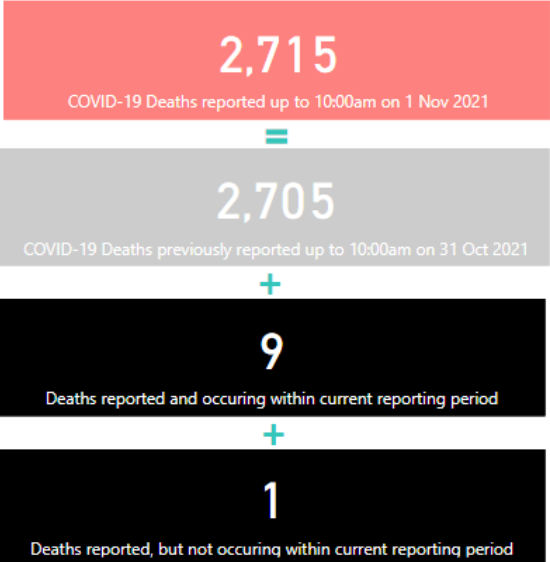 2,715
COVID-19 Deaths reported up to 10:00am on 1 Nov 2021
=
2,705
COVID-19 Deaths previously reported up to 10:00am on 31 Oct 2021
+
9
Deaths reported and occuring within current reporting period
+
1
Deaths reported, but not occuring within current reporting period